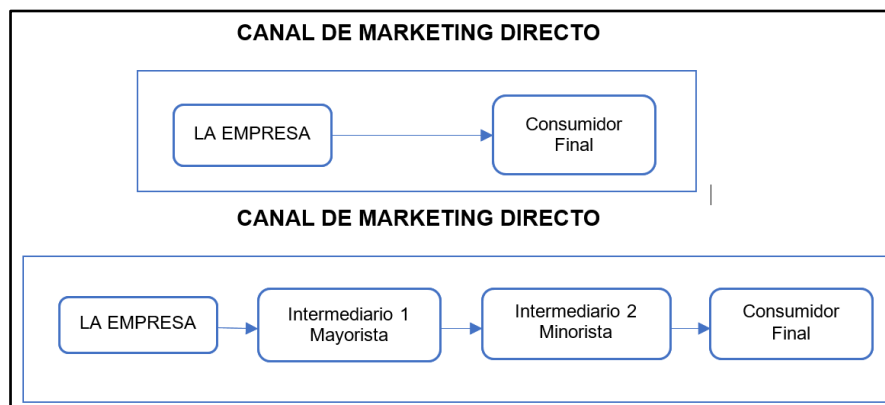 CANAL DE MARKETING DIRECTO
LA EMPRESA
Consumidor
Final
CANAL DE MARKETING DIRECTO
LA EMPRESA
Intermediario 1
Mayorista
Intermediario 2
Minorista
Consumidor
Final